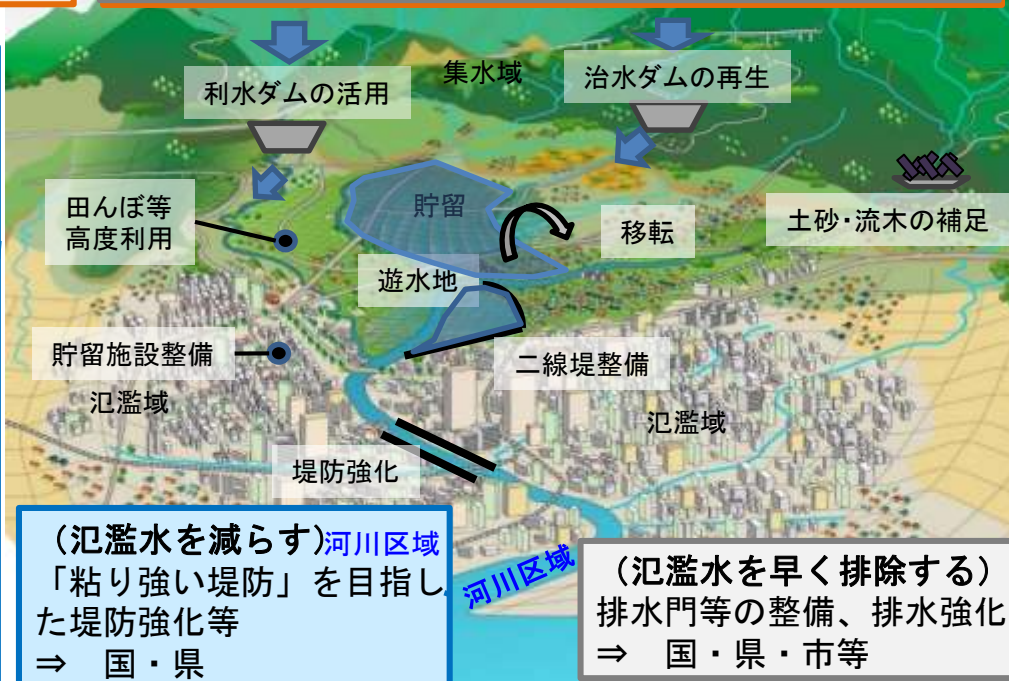 集水域
利水ダムの活用
治水ダムの再生
田んぼ等
高度利用
貯留
移転
土砂・流木の補足
遊水地
貯留施設整備
二線堤整備
氾濫域
氾濫域
堤防強化
（氾濫水を減らす）河川区域
「粘り強い堤防」を目指し
た堤防強化等
⇒　国・県
河川区域
（氾濫水を早く排除する）
排水門等の整備、排水強化
⇒　国・県・市等